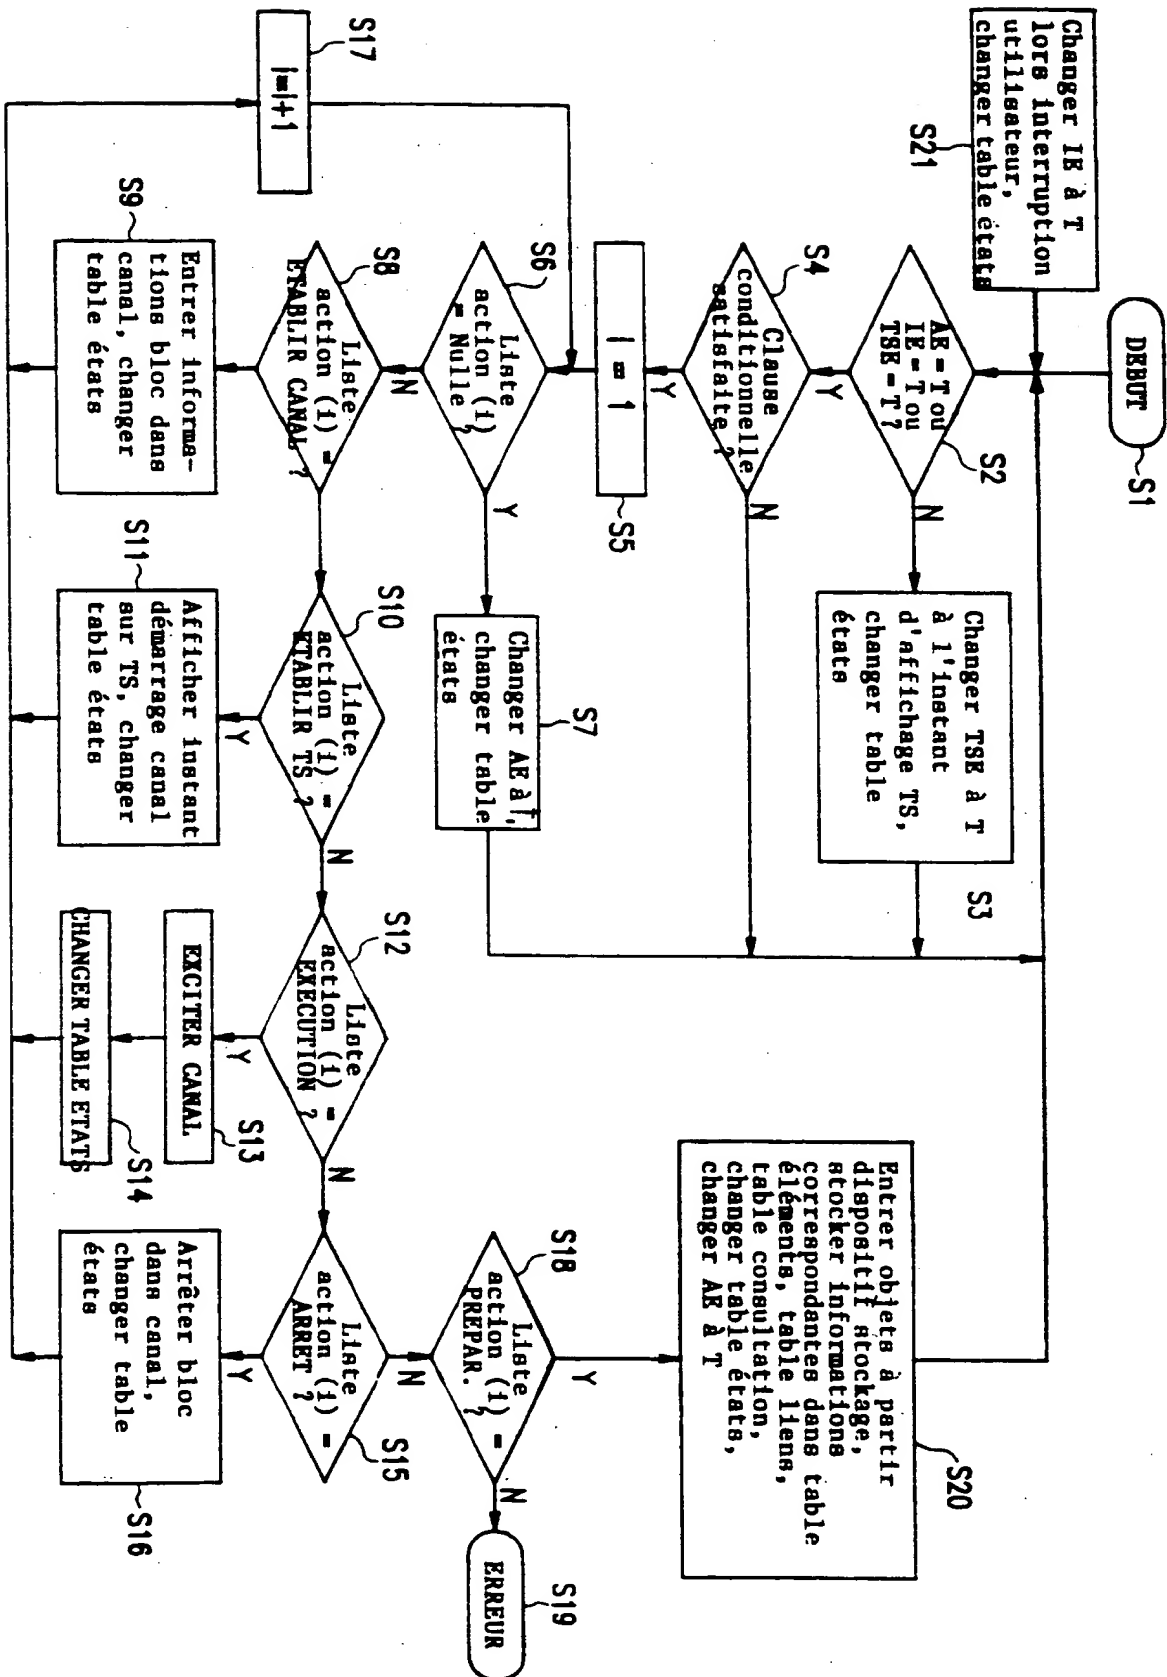 DEBUT
S1
Changer IE à T
lors interruption
utilisateur,
changer table états
S21
AE = T ou
IE = T ou
TSE = T ?
S2
N
Y
Changer TSE à T
à l'instant
d'affichage TS,
changer table
états
S3
Clause
conditionnelle
satisfaite ?
S4
N
Y
I = 1
S5
Liste
action (i)
= Nulle ?
S6
Y
N
Changer AE à T,
changer table
états
S7
Liste
action (i) =
ETABLIR CANAL ?
S8
Entrer informa-
tions bloc dans
canal, changer
table états
S9
Liste
action (i) =
ETABLIR TS ?
S10
N
Y
Afficher instant
démarrage canal
sur TS, changer
table états
S11
Liste
action (i) =
EXECUTION ?
S12
N
Y
EXCITER CANAL
S13
CHANGER TABLE ETATS
S14
Liste
action (i) =
ARRET ?
S15
N
Y
Arrêter bloc
dans canal,
changer table
états
S16
I=I+1
S17
Liste
action (i) =
PREPAR. ?
S18
Y
N
ERREUR
S19
Entrer objets à partir
dispositif stockage,
stocker informations
correspondantes dans table
éléments, table liens,
table consultation,
changer table états,
changer AE à T
S20